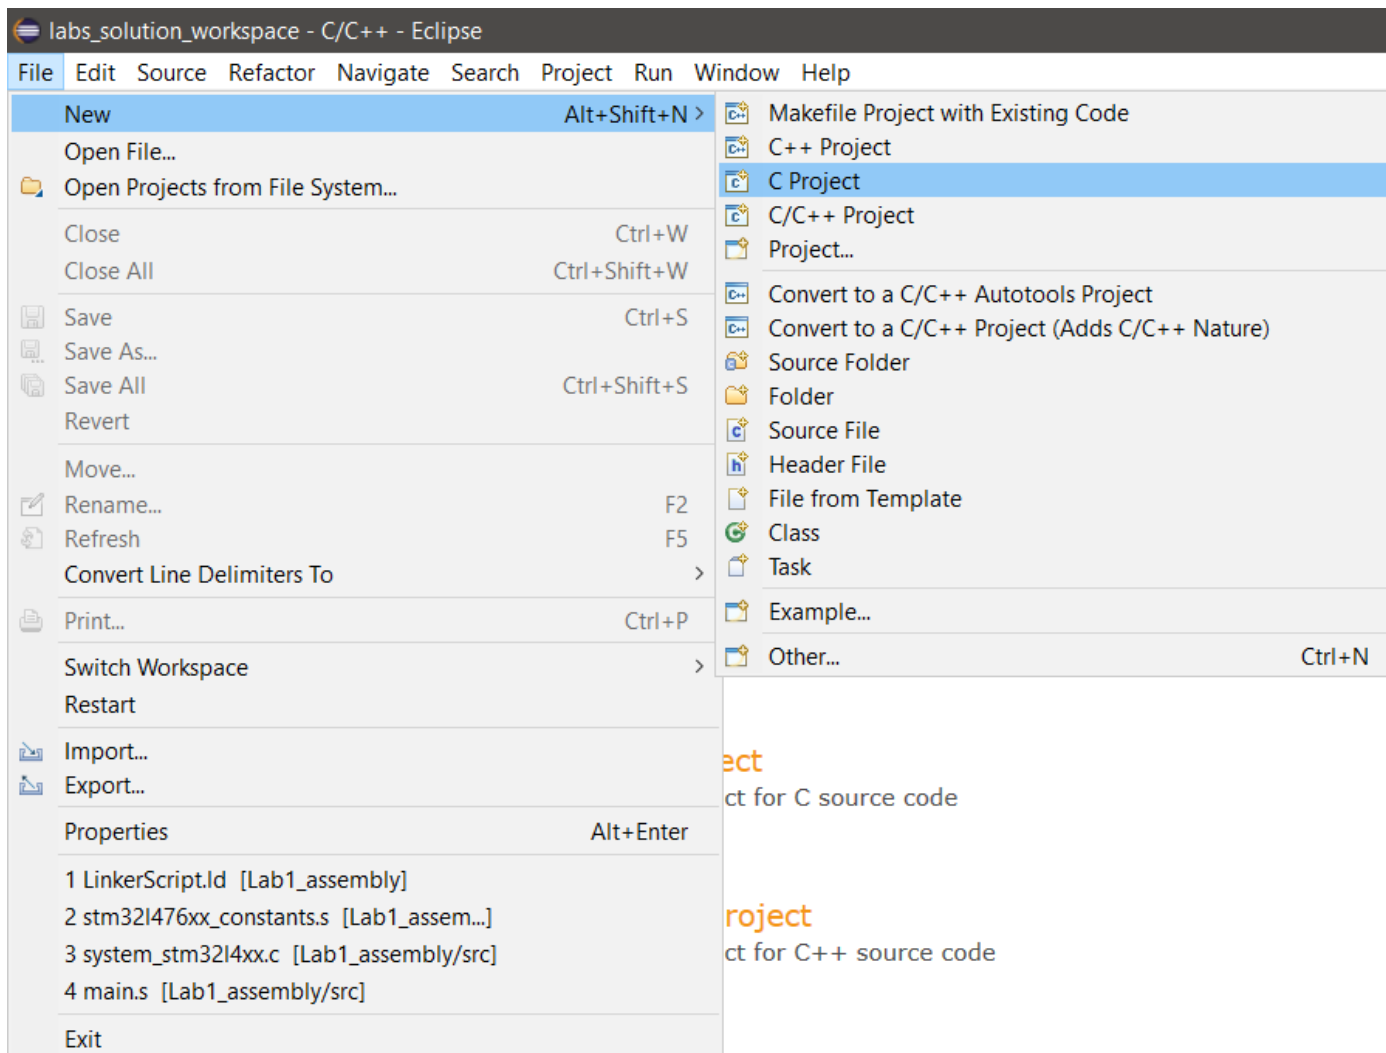 labs_solution_workspace - C/C++ - Eclipse
File Edit Source Refactor Navigate Search Project Run Window Help
New Alt+Shift+N >
Open File...
Open Projects from File System...
Close Ctrl+W
Close All Ctrl+Shift+W
Save Ctrl+S
Save As...
Save All Ctrl+Shift+S
Revert
Move...
Rename... F2
Refresh F5
Convert Line Delimiters To >
Print... Ctrl+P
Switch Workspace >
Restart
Import...
Export...
Properties Alt+Enter
1 LinkerScript.ld [Lab1_assembly]
2 stm32l476xx_constants.s [Lab1_assem...]
3 system_stm32l4xx.c [Lab1_assembly/src]
4 main.s [Lab1_assembly/src]
Exit
Makefile Project with Existing Code
C++ Project
C Project
C/C++ Project
Project...
Convert to a C/C++ Autotools Project
Convert to a C/C++ Project (Adds C/C++ Nature)
Source Folder
Folder
Source File
Header File
File from Template
Class
Task
Example...
Other... Ctrl+N
ect
ct for C source code
roject
ct for C++ source code